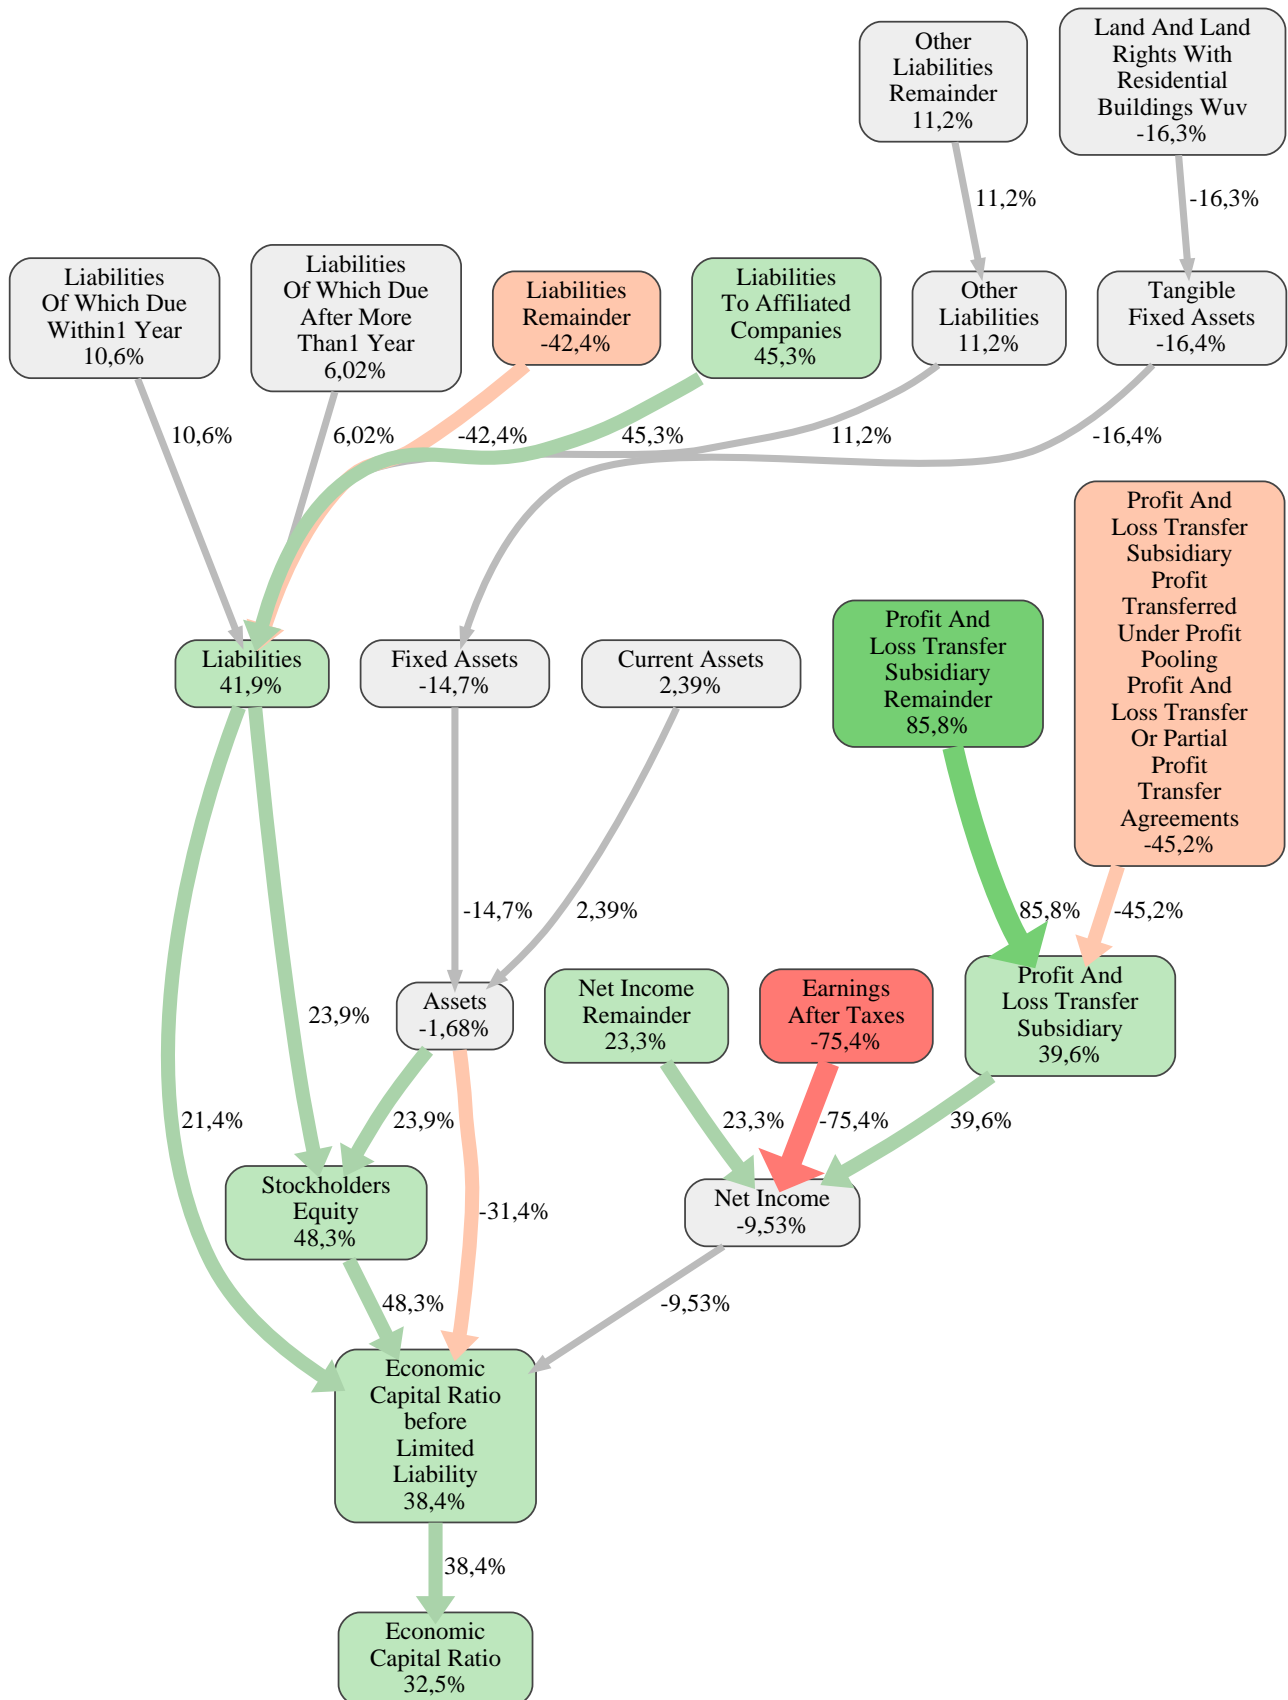 Other
Liabilities
Remainder
11,2%
Land And Land
Rights With
Residential
Buildings Wuv
-16,3%
11,2%
-16,3%
Liabilities
Of Which Due
Within1 Year
10,6%
Liabilities
Of Which Due
After More
Than1 Year
6,02%
Liabilities
Remainder
-42,4%
Liabilities
To Affiliated
Companies
45,3%
Other
Liabilities
11,2%
Tangible
Fixed Assets
-16,4%
10,6%
6,02%
-42,4%
45,3%
11,2%
-16,4%
Profit And
Loss Transfer
Subsidiary
Profit
Transferred
Under Profit
Pooling
Profit And
Loss Transfer
Or Partial
Profit
Transfer
Agreements
-45,2%
Profit And
Loss Transfer
Subsidiary
Remainder
85,8%
Liabilities
41,9%
Fixed Assets
-14,7%
Current Assets
2,39%
-14,7%
2,39%
85,8%
-45,2%
23,9%
Assets
-1,68%
Net Income
Remainder
23,3%
Earnings
After Taxes
-75,4%
Profit And
Loss Transfer
Subsidiary
39,6%
21,4%
23,9%
23,3%
-75,4%
39,6%
Stockholders
Equity
48,3%
-31,4%
Net Income
-9,53%
48,3%
-9,53%
Economic
Capital Ratio
before
Limited
Liability
38,4%
38,4%
Economic
Capital Ratio
32,5%